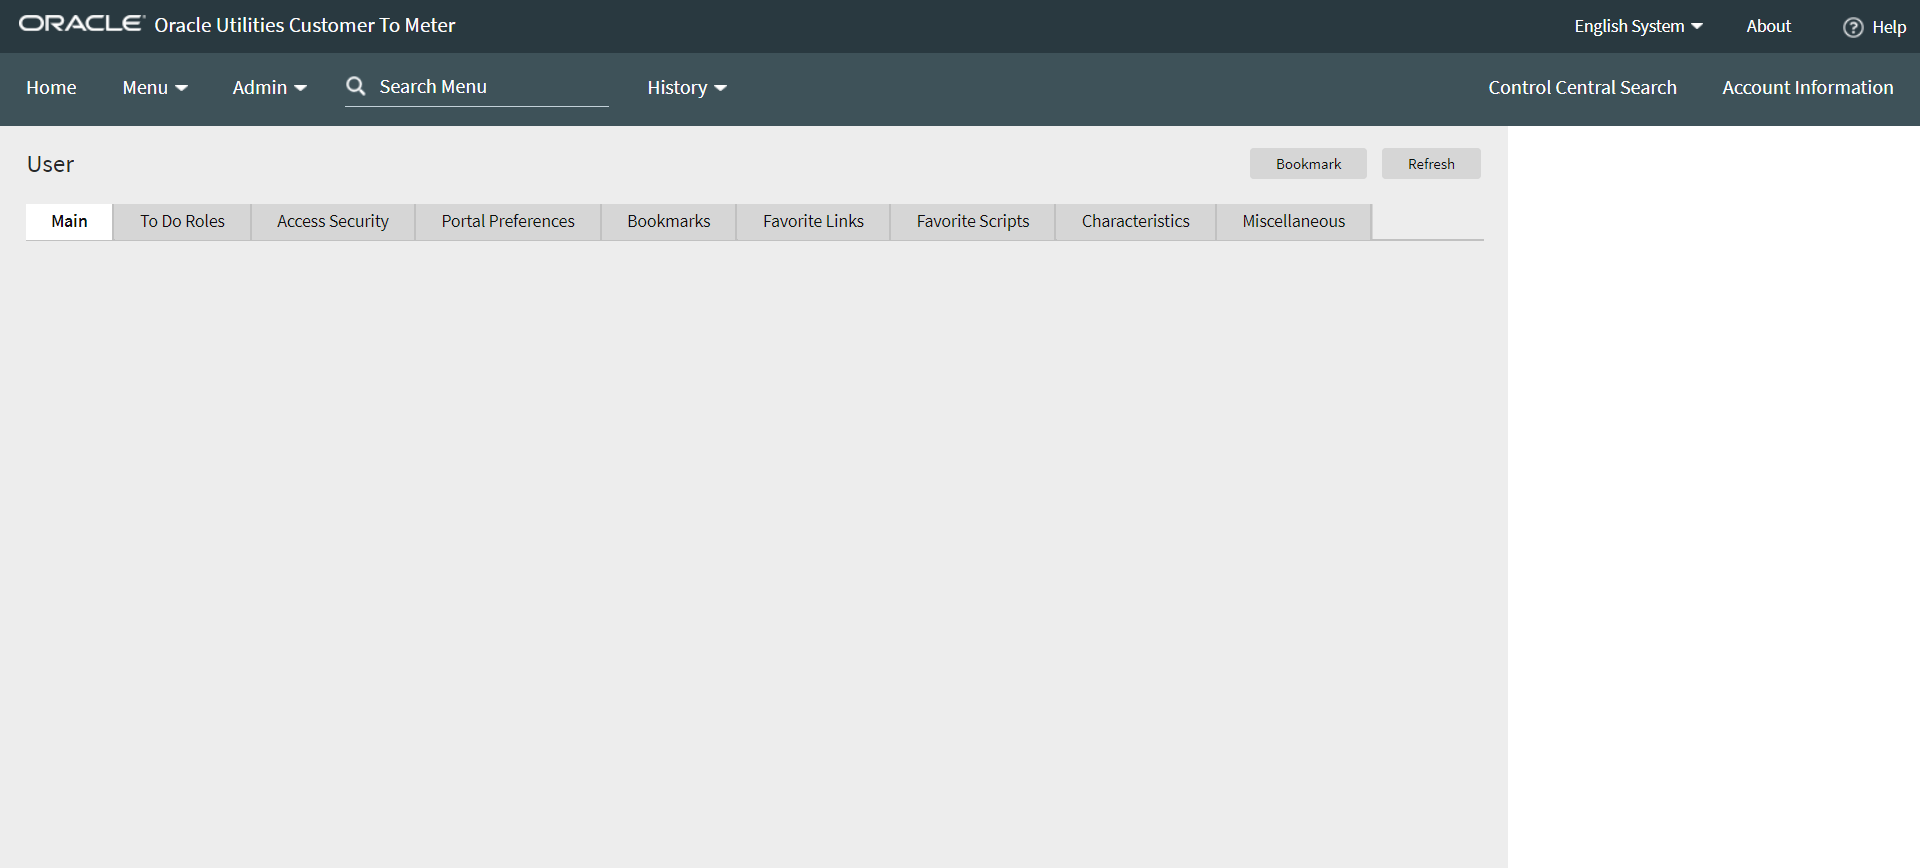 ORACLE Oracle Utilities Customer To Meter English System About Help
Home Menu Admin Search Menu History Control Central Search Account Information
User Bookmark Refresh
Main To Do Roles Access Security Portal Preferences Bookmarks Favorite Links Favorite Scripts Characteristics Miscellaneous